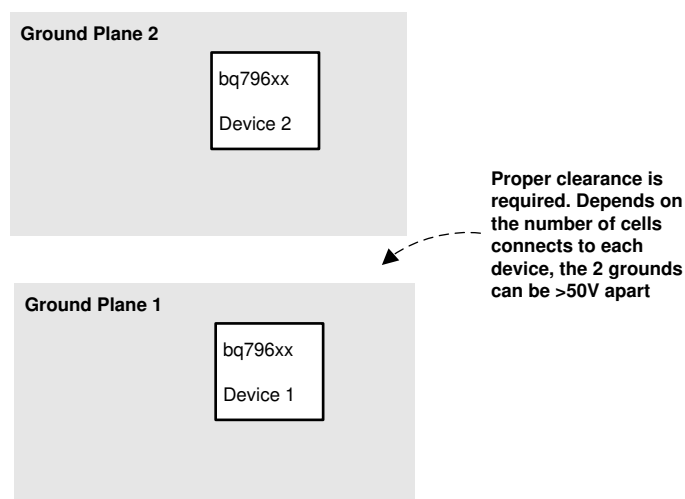 Ground Plane 2
bq796xx
Device 2
Proper clearance is
required. Depends on
the number of cells
connects to each
device, the 2 grounds
can be >50V apart
Ground Plane 1
bq796xx
Device 1